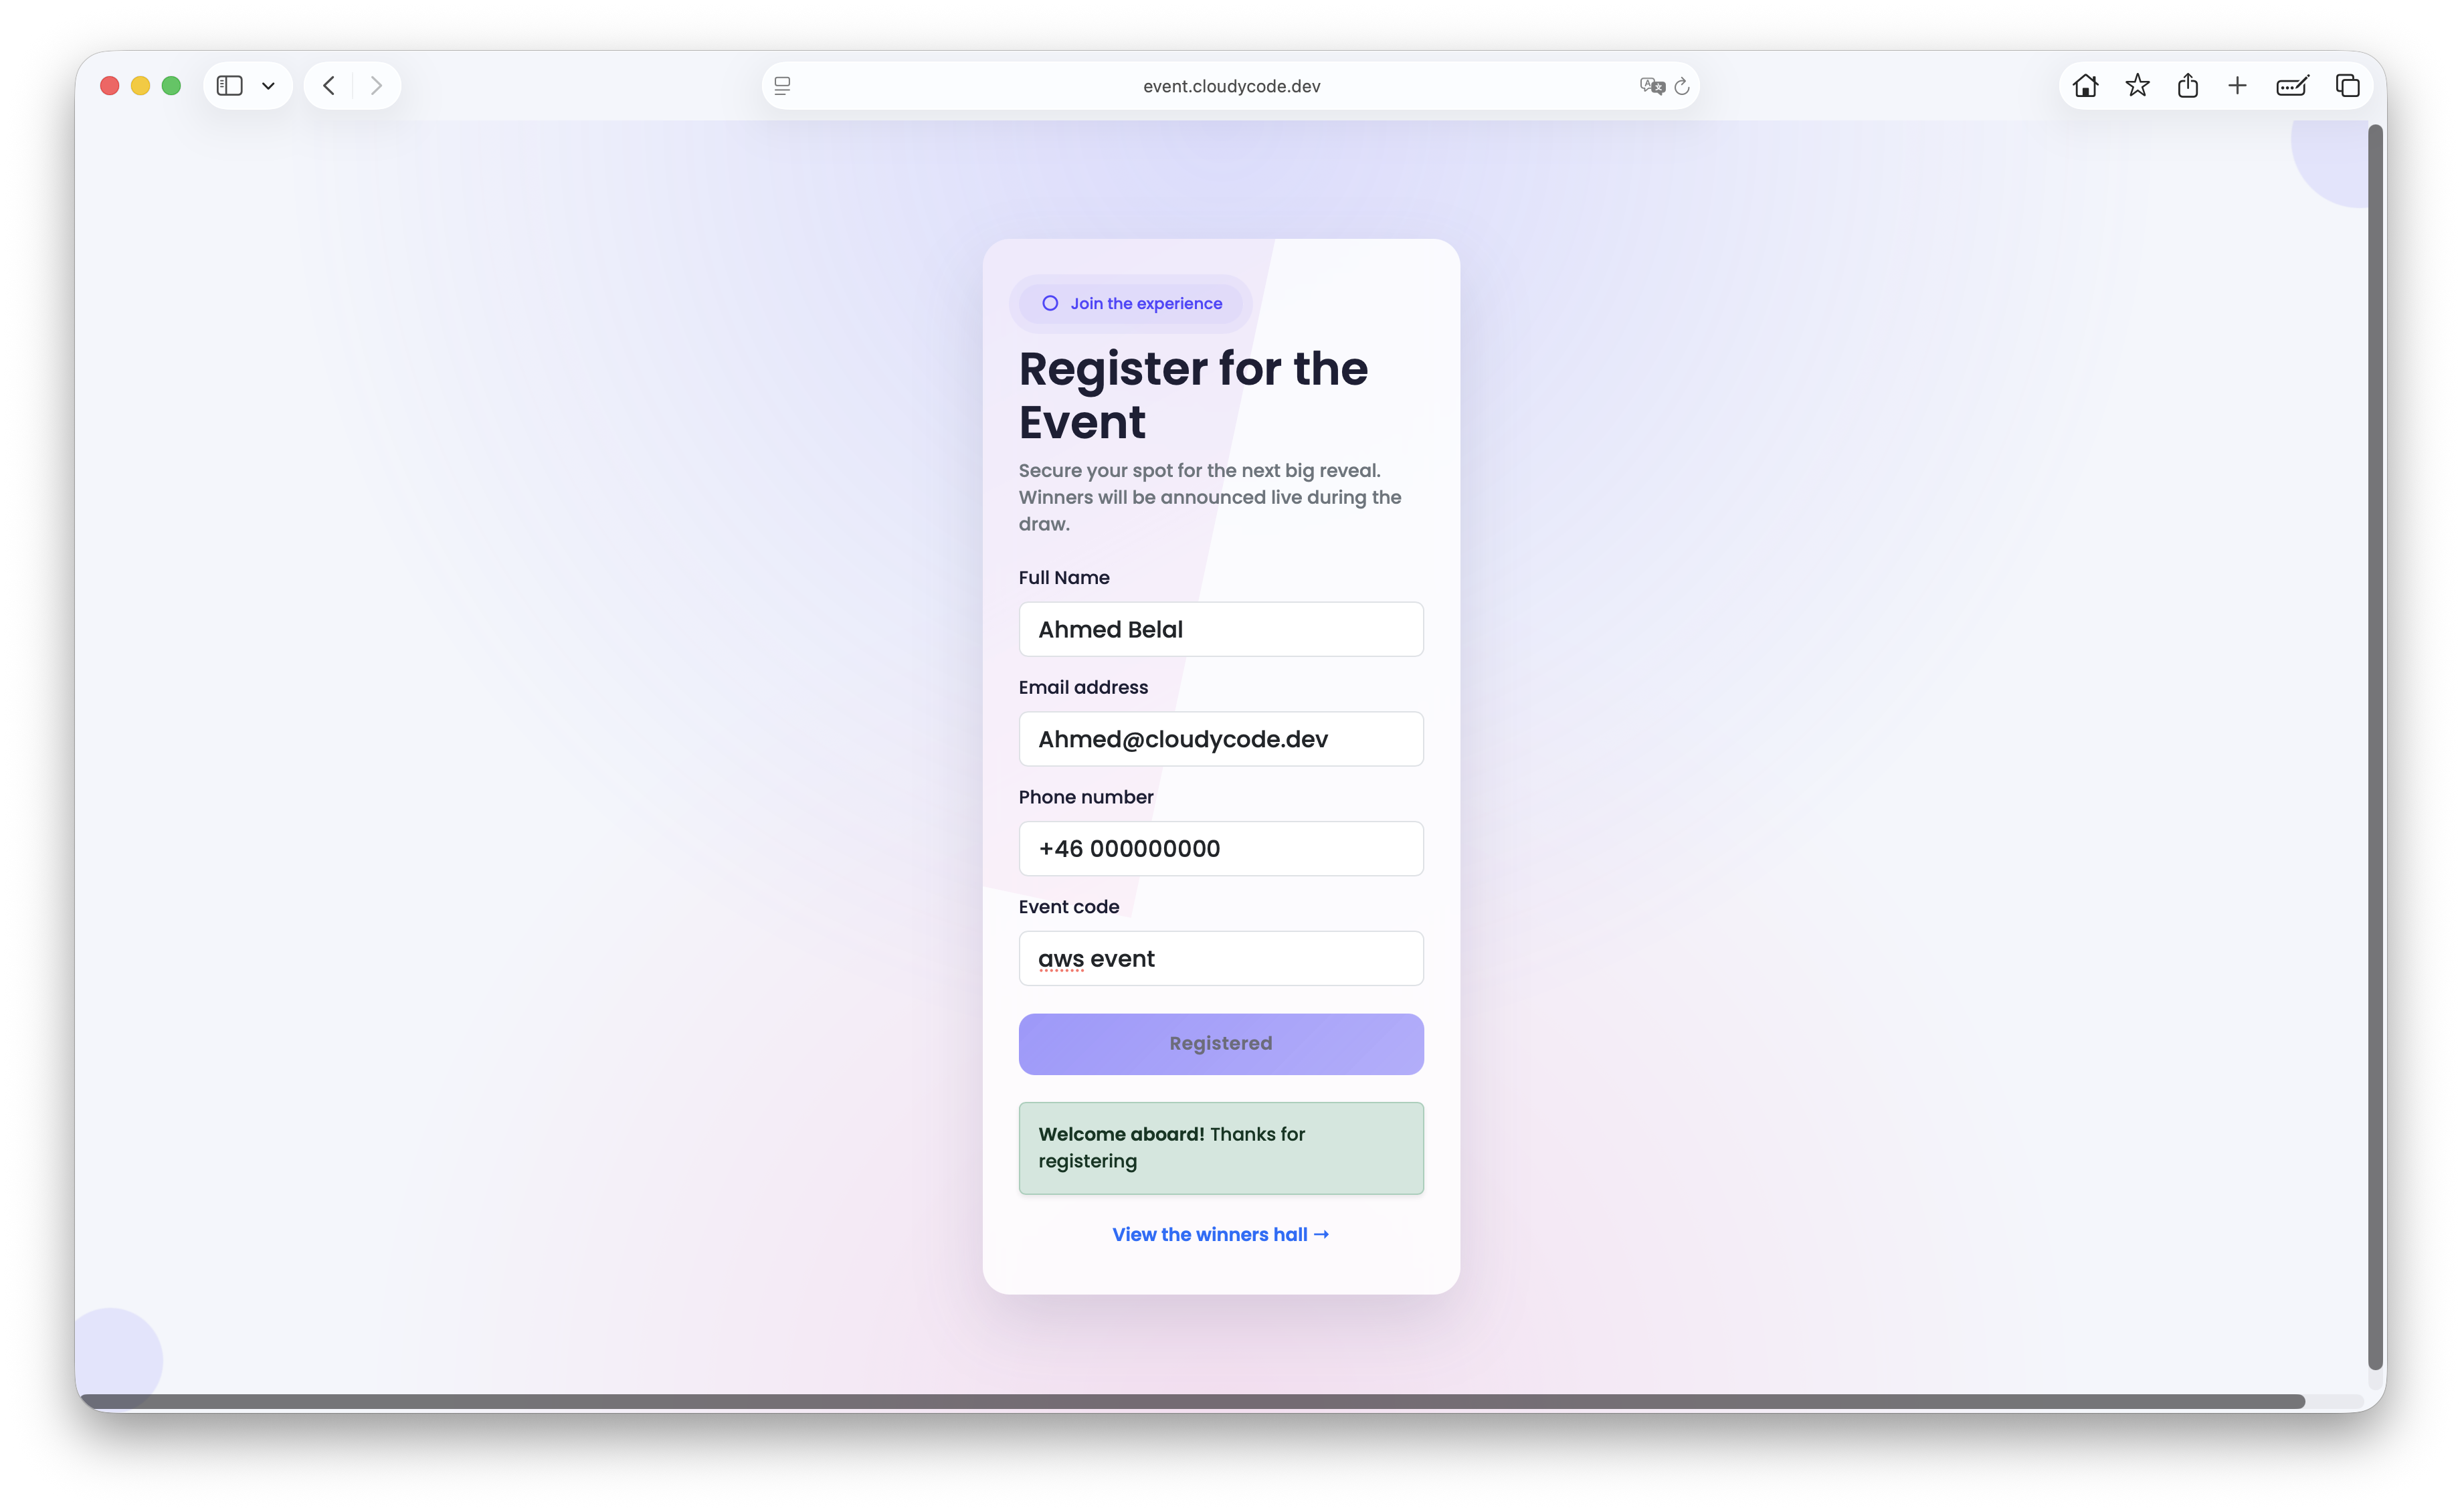 event.cloudycode.dev
Join the experience
Register for the
Event
Secure your spot for the next big reveal.
Winners will be announced live during the
draw.
Full Name
Ahmed Belal
Email address
Ahmed@cloudycode.dev
Phone number
+46 000000000
Event code
aws event
Registered
Welcome aboard! Thanks for
registering
View the winners hall →